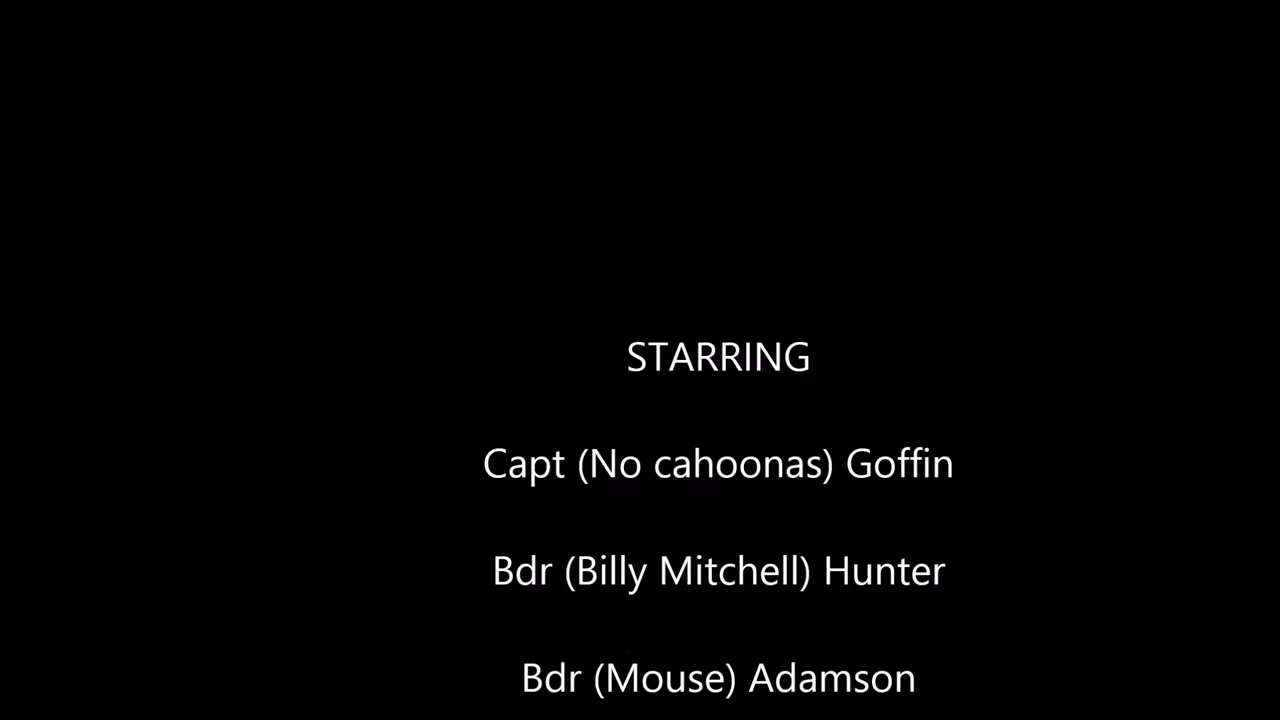 STARRING
Capt (No cahoonas) Goffin
Bdr (Billy Mitchell) Hunter
Bdr (Mouse) Adamson